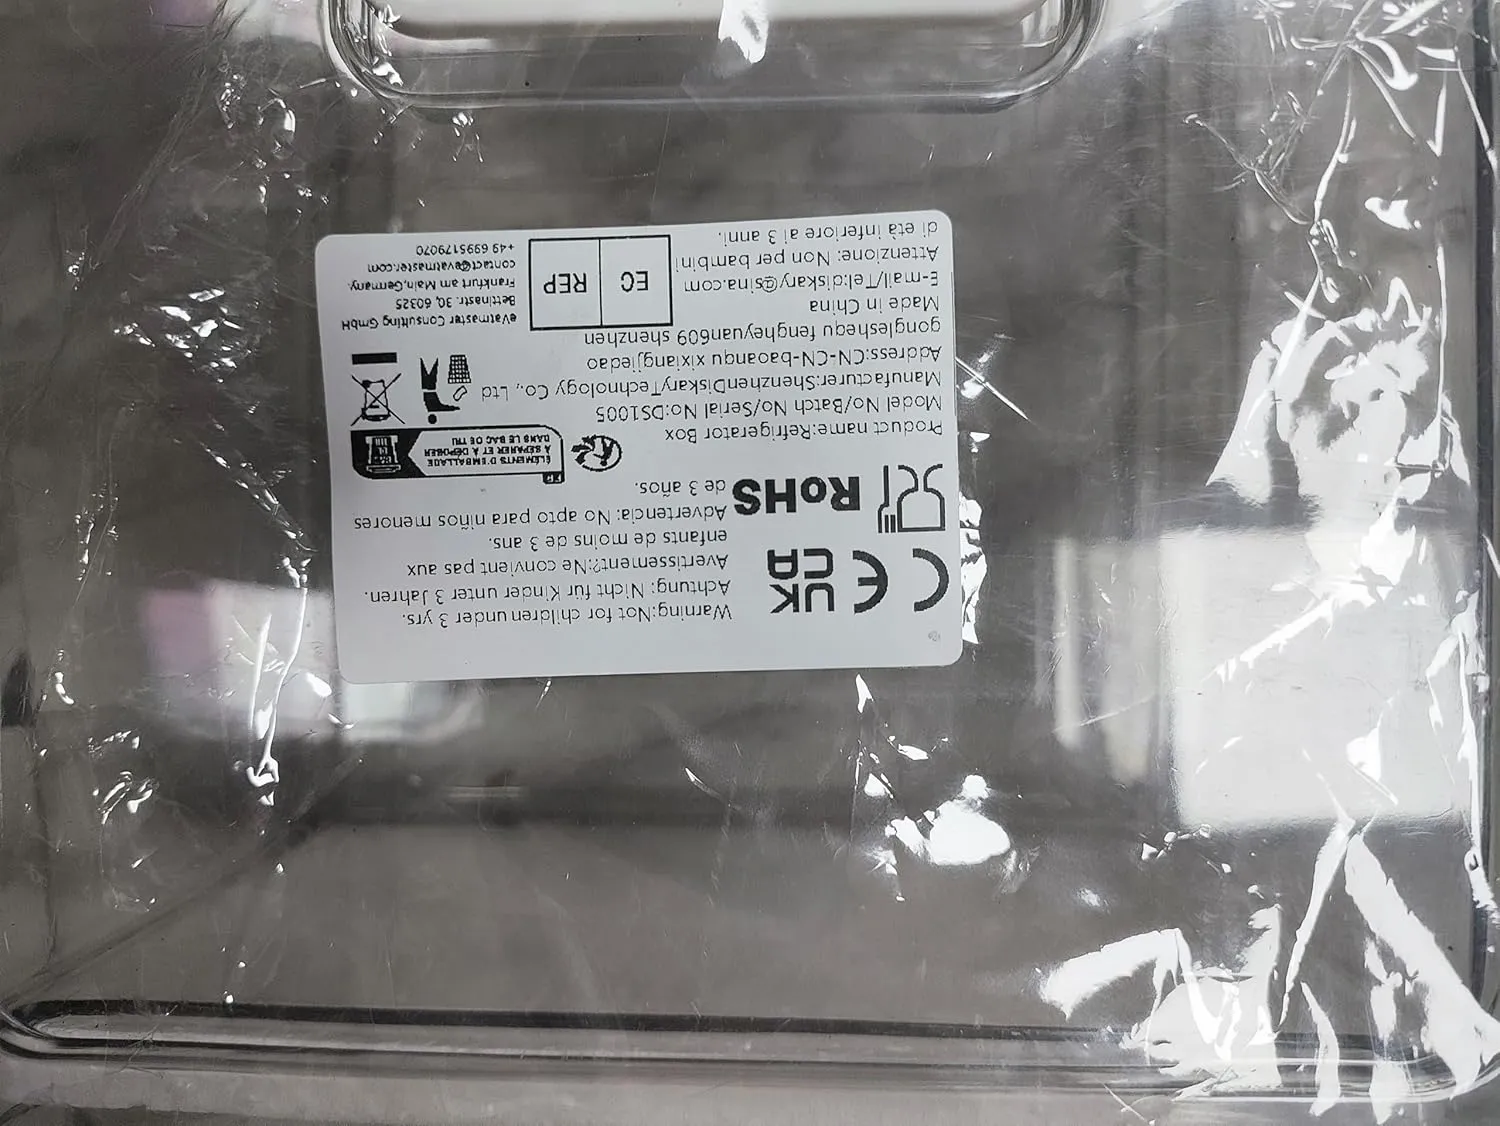 Warning:Not for children under 3 yrs.
Achtung: Nicht für Kinder unter 3 Jahren.
Avertissement?:Ne convient pas aux
enfants de moins de 3 ans.
Advertencia: No apto para niños menores
de 3 años.
CE
UK
CA
RoHS
FR
ÉLÉMENTS D'EMBALLAGE
À SÉPARER ET À DÉPOSER
DANS LE BAC DE TRI
Product name:Refrigerator Box
Model No/Batch No/Serial No:DS1005
Manufacturer:ShenzhenDiskaryTechnology Co., Ltd
Address:CN-CN-baoanqu xixiangjiedao
gongleshequ fengheyuan609 shenzhen
Made in China
E-mail/Tel:diskary@sina.com
Attenzione: Non per bambini
di età inferiore ai 3 anni.
EC REP
eVatmaster Consulting GmbH
Bettinastr. 30, 60325
Frankfurt am Main,Germany.
contact@evatmaster.com
+49 6995179070